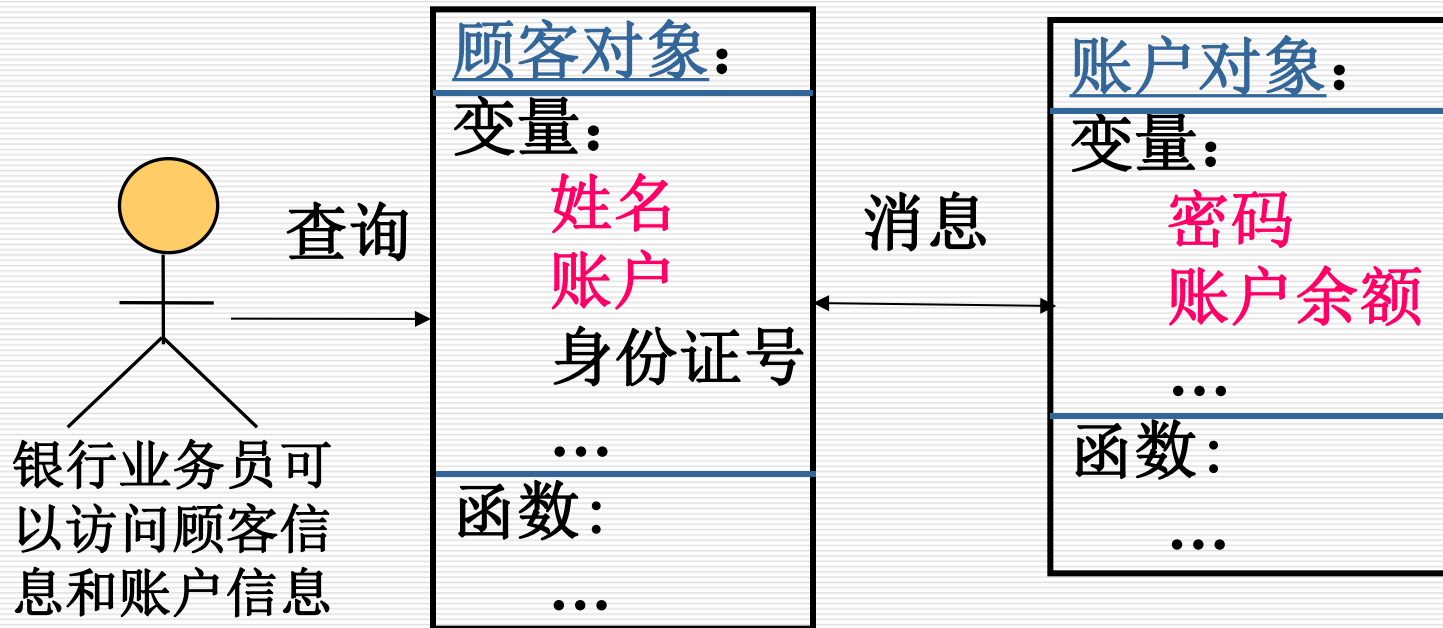 查询
银行业务员可
以访问顾客信
息和账户信息
顾客对象：
变量：
姓名
账户
身份证号
…
函数：
…
消息
账户对象：
变量：
密码
账户余额
…
函数：
…